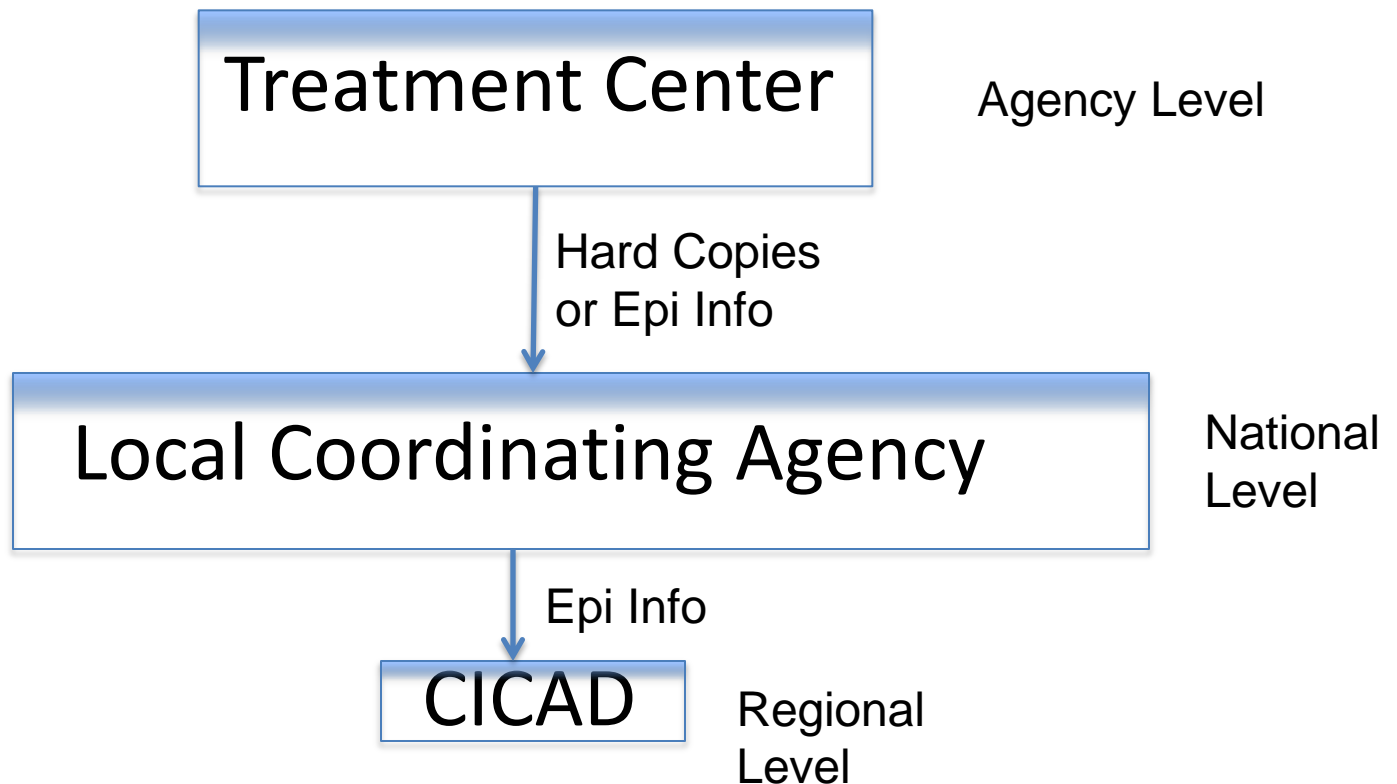 Treatment Center
Agency Level
Hard Copies
or Epi Info
Local Coordinating Agency
National
Level
Epi Info
CICAD
Regional
Level